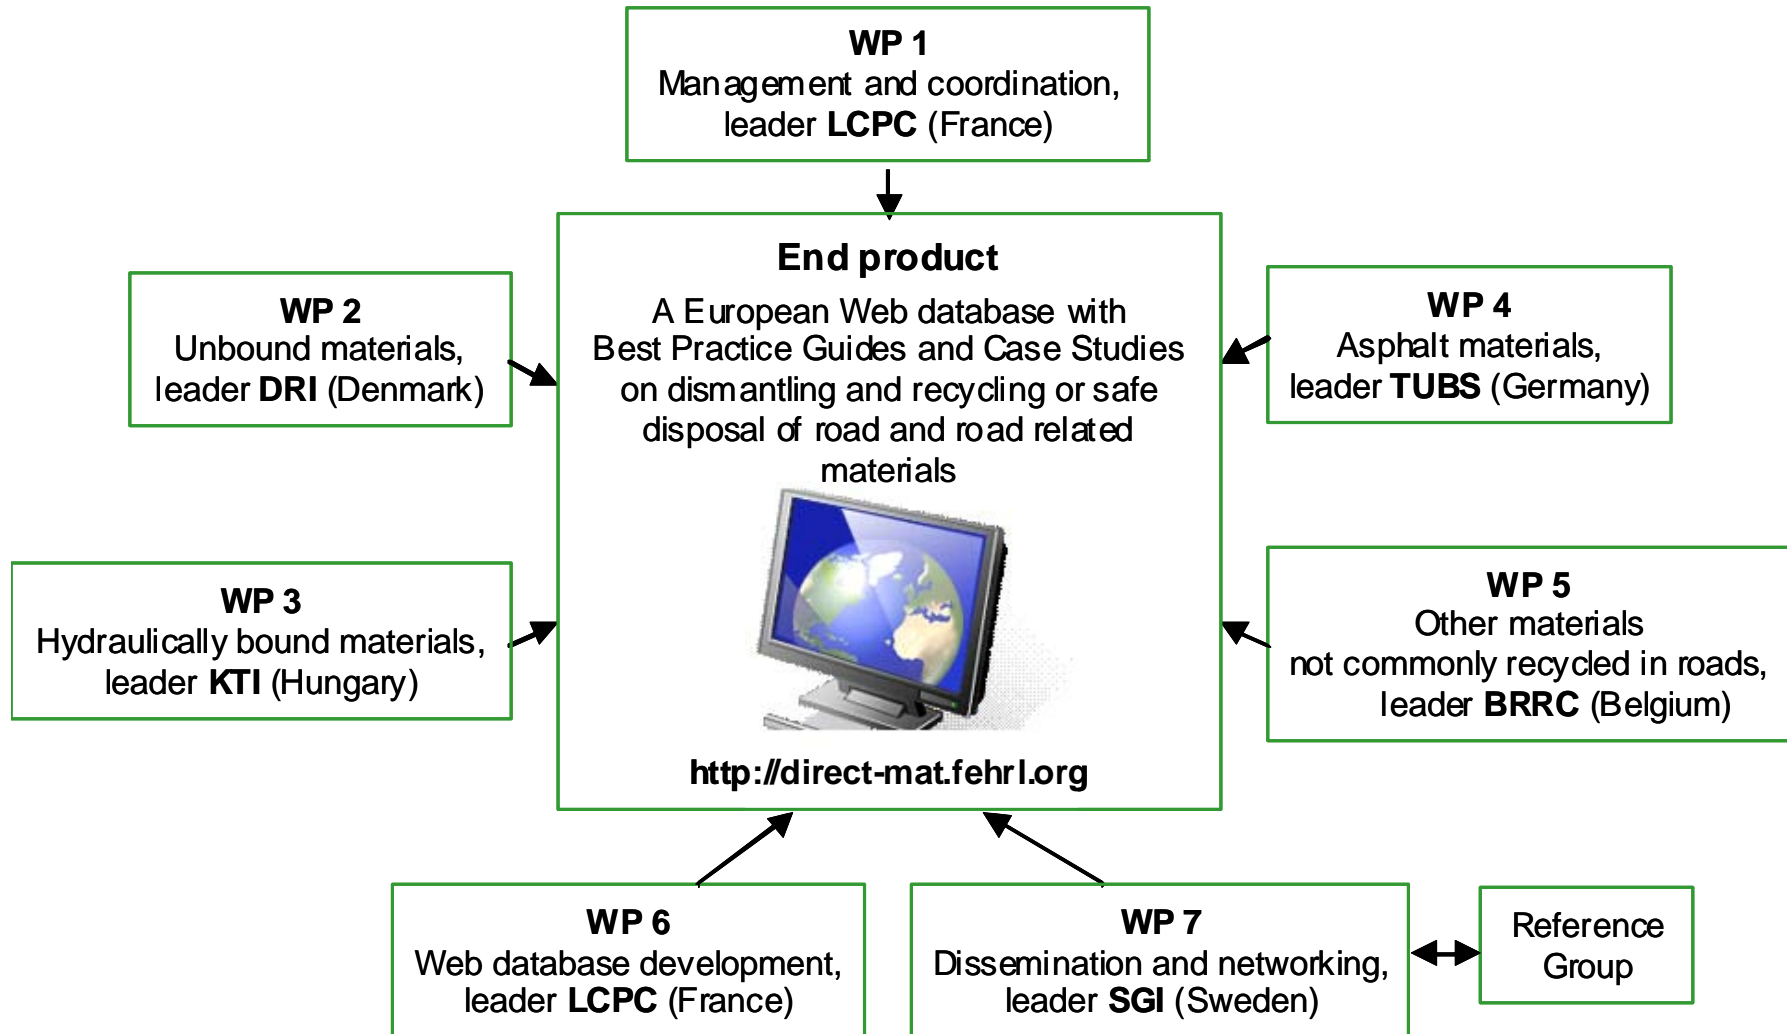 WP 1
Management and coordination,
leader LCPC (France)
End product
A European Web database with
Best Practice Guides and Case Studies
on dismantling and recycling or safe
disposal of road and road related
materials
http://direct-mat.fehrl.org
WP 2
Unbound materials,
leader DRI (Denmark)
WP 3
Hydraulically bound materials,
leader KTI (Hungary)
WP 4
Asphalt materials,
leader TUBS (Germany)
WP 5
Other materials
not commonly recycled in roads,
leader BRRC (Belgium)
WP 6
Web database development,
leader LCPC (France)
WP 7
Dissemination and networking,
leader SGI (Sweden)
Reference
Group